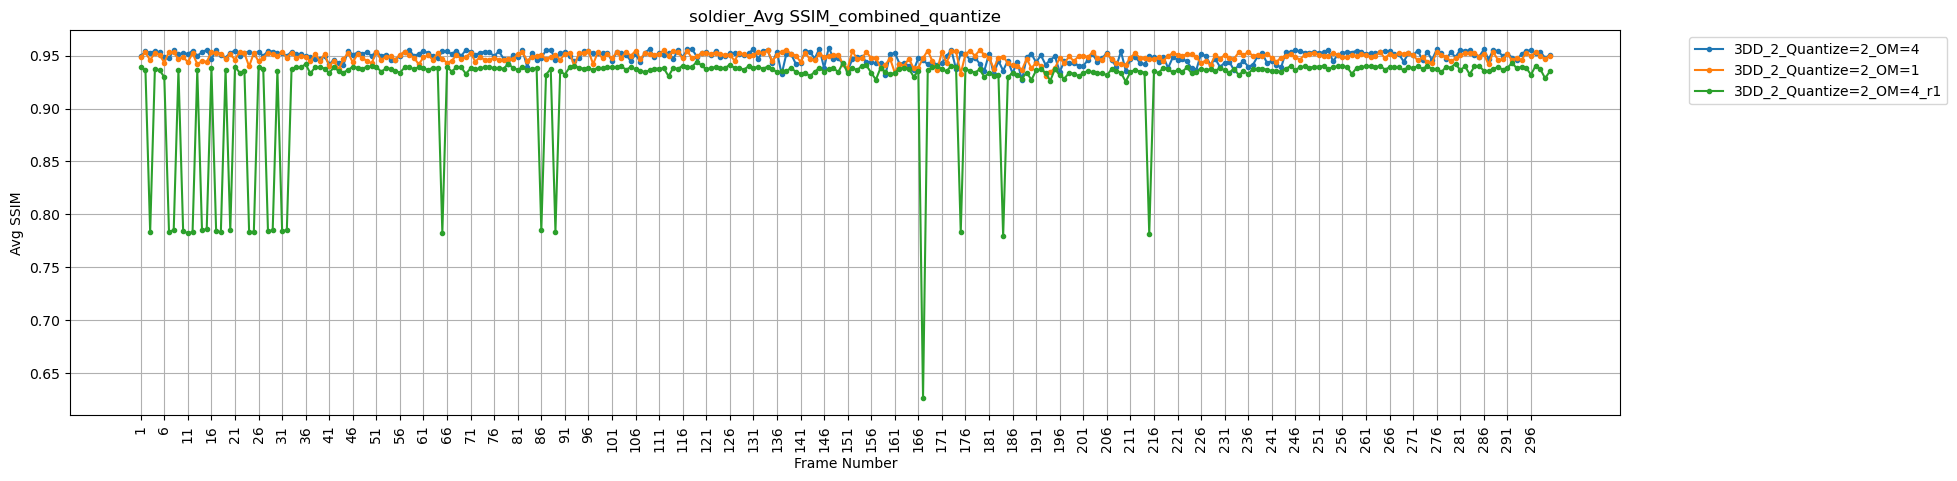 soldier_Avg SSIM_combined_quantize
3DD_2_Quantize=2_OM=4
3DD_2_Quantize=2_OM=1
3DD_2_Quantize=2_OM=4_r1
Avg SSIM
0.95
0.90
0.85
0.80
0.75
0.70
0.65
1 6 11 16 21 26 31 36 41 46 51 56 61 66 71 76 81 86 91 96 101 106 111 116 121 126 131 136 141 146 151 156 161 166 171 176 181 186 191 196 201 206 211 216 221 226 231 236 241 246 251 256 261 266 271 276 281 286 291 296
Frame Number